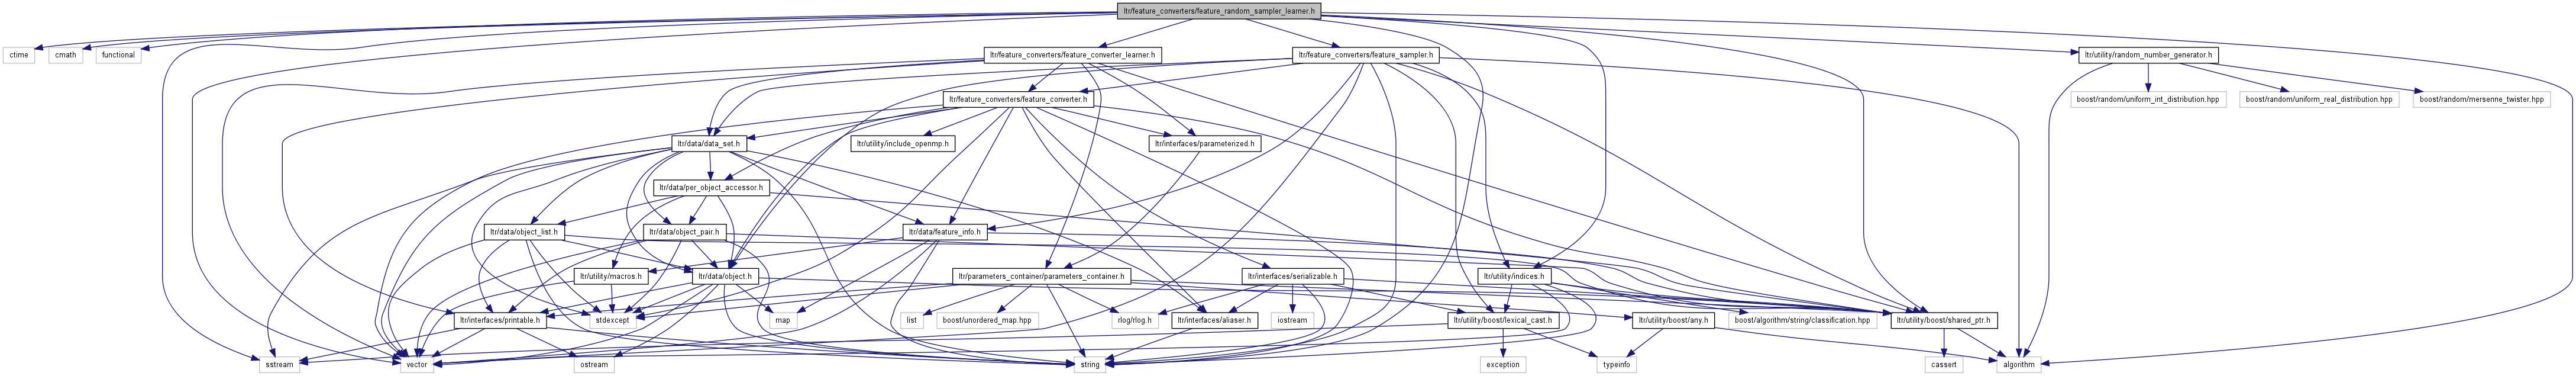 ltr/feature_converters/feature_random_sampler_learner.h
ctime
cmath
functional
ltr/feature_converters/feature_converter_learner.h
ltr/feature_converters/feature_sampler.h
ltr/utility/random_number_generator.h
ltr/feature_converters/feature_converter.h
boost/random/uniform_int_distribution.hpp
boost/random/uniform_real_distribution.hpp
boost/random/mersenne_twister.hpp
ltr/data/data_set.h
ltr/utility/include_openmp.h
ltr/interfaces/parameterized.h
ltr/data/per_object_accessor.h
ltr/data/object_list.h
ltr/data/object_pair.h
ltr/data/feature_info.h
ltr/utility/macros.h
ltr/data/object.h
ltr/parameters_container/parameters_container.h
ltr/interfaces/serializable.h
ltr/utility/indices.h
ltr/interfaces/printable.h
stdexcept
map
list
boost/unordered_map.hpp
rlog/rlog.h
ltr/interfaces/aliaser.h
iostream
ltr/utility/boost/lexical_cast.h
ltr/utility/boost/any.h
boost/algorithm/string/classification.hpp
ltr/utility/boost/shared_ptr.h
sstream
vector
ostream
string
exception
typeinfo
cassert
algorithm